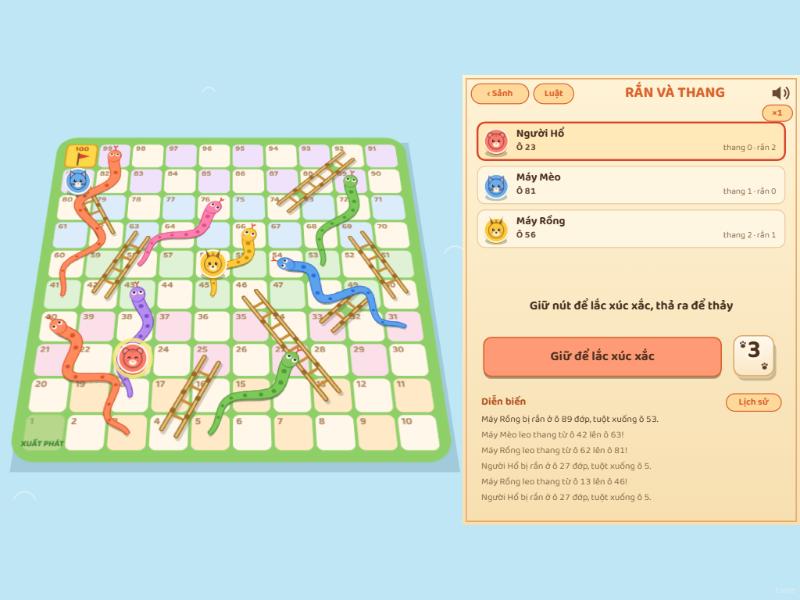 ‹ Sảnh
Luật
RẮN VÀ THANG
×1
Người Hổ
Ô 23
thang 0 · rắn 2
Máy Mèo
Ô 81
thang 1 · rắn 0
Máy Rồng
Ô 56
thang 2 · rắn 1
Giữ nút để lắc xúc xắc, thả ra để thảy
Giữ để lắc xúc xắc
3
Diễn biến
Lịch sử
Máy Rồng bị rắn ở ô 89 đớp, tuột xuống ô 53.
Máy Mèo leo thang từ ô 42 lên ô 63!
Máy Rồng leo thang từ ô 62 lên ô 81!
Người Hổ bị rắn ở ô 27 đớp, tuột xuống ô 5.
Máy Rồng leo thang từ ô 13 lên ô 46!
Người Hổ bị rắn ở ô 27 đớp, tuột xuống ô 5.
100 99 98 97 96 95 94 93 92 91
82 83 84 85 86 87 88 89 90
80 79 78 77 76 75 74 73 72 71
61 62 63 64 65 66 67 68 69 70
60 59 58 57 55 54 53 52 51
41 42 43 44 45 46 47 48 49 50
40 39 38 37 36 35 34 33 32 31
21 22 24 25 26 27 28 29 30
20 19 18 17 16 15 14 13 12 11
1 2 3 4 5 6 7 8 9 10
XUẤT PHÁT